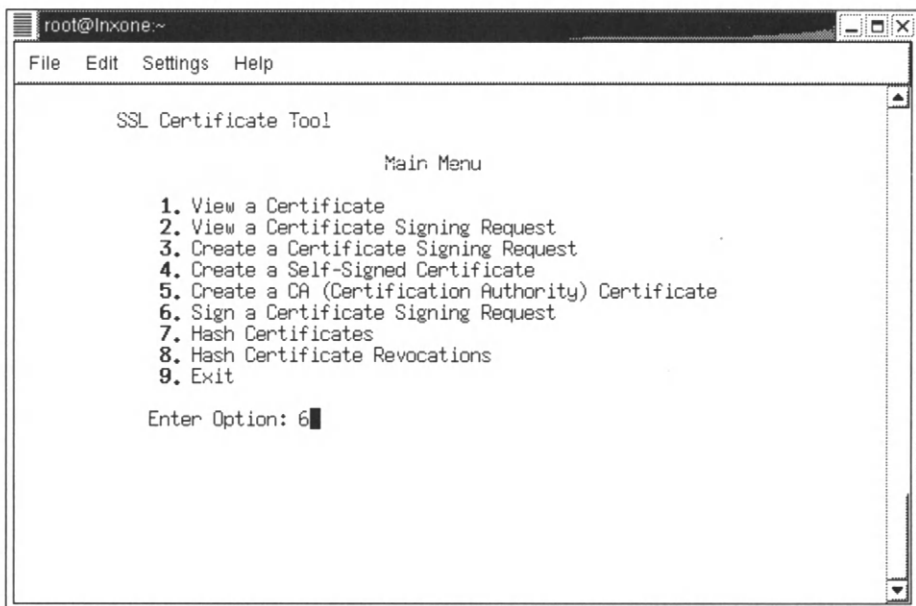 root@lnxone:~
File Edit Settings Help
SSL Certificate Tool
Main Menu
1. View a Certificate
2. View a Certificate Signing Request
3. Create a Certificate Signing Request
4. Create a Self-Signed Certificate
5. Create a CA (Certification Authority) Certificate
6. Sign a Certificate Signing Request
7. Hash Certificates
8. Hash Certificate Revocations
9. Exit
Enter Option: 6